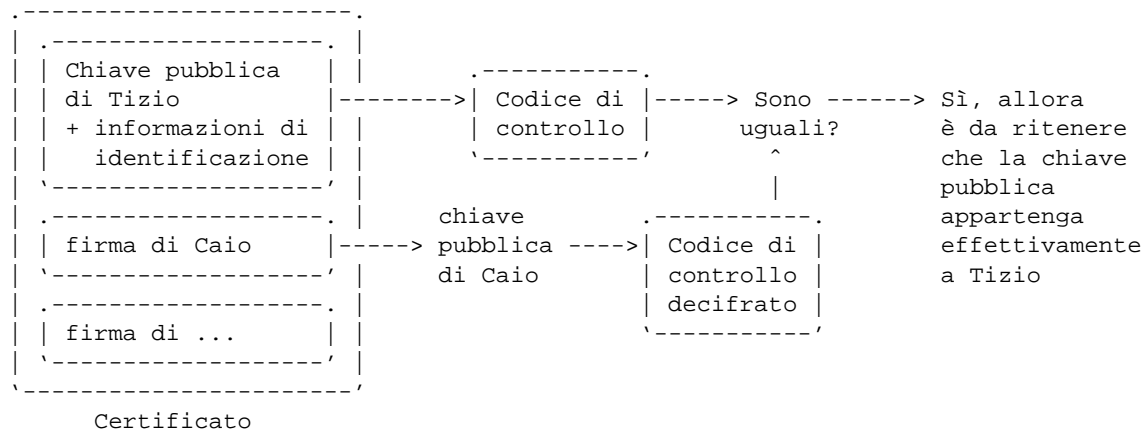 Chiave pubblica
di Tizio
+ informazioni di
identificazione
Codice di
controllo
Sono
uguali?
Sì, allora
è da ritenere
che la chiave
pubblica
appartenga
effettivamente
a Tizio
firma di Caio
chiave
pubblica
di Caio
Codice di
controllo
decifrato
firma di ...
Certificato